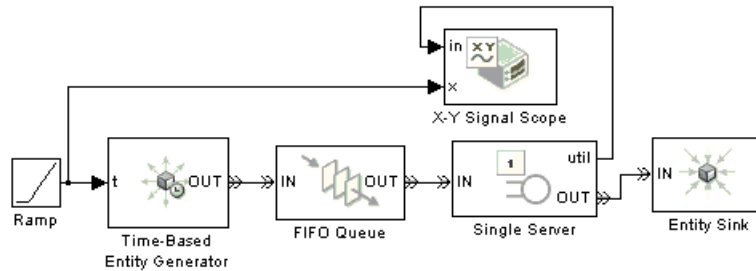 in
XY
x
X-Y Signal Scope
t
OUT
IN
OUT
IN
1
util
OUT
IN
Ramp
Time-Based
Entity Generator
FIFO Queue
Single Server
Entity Sink